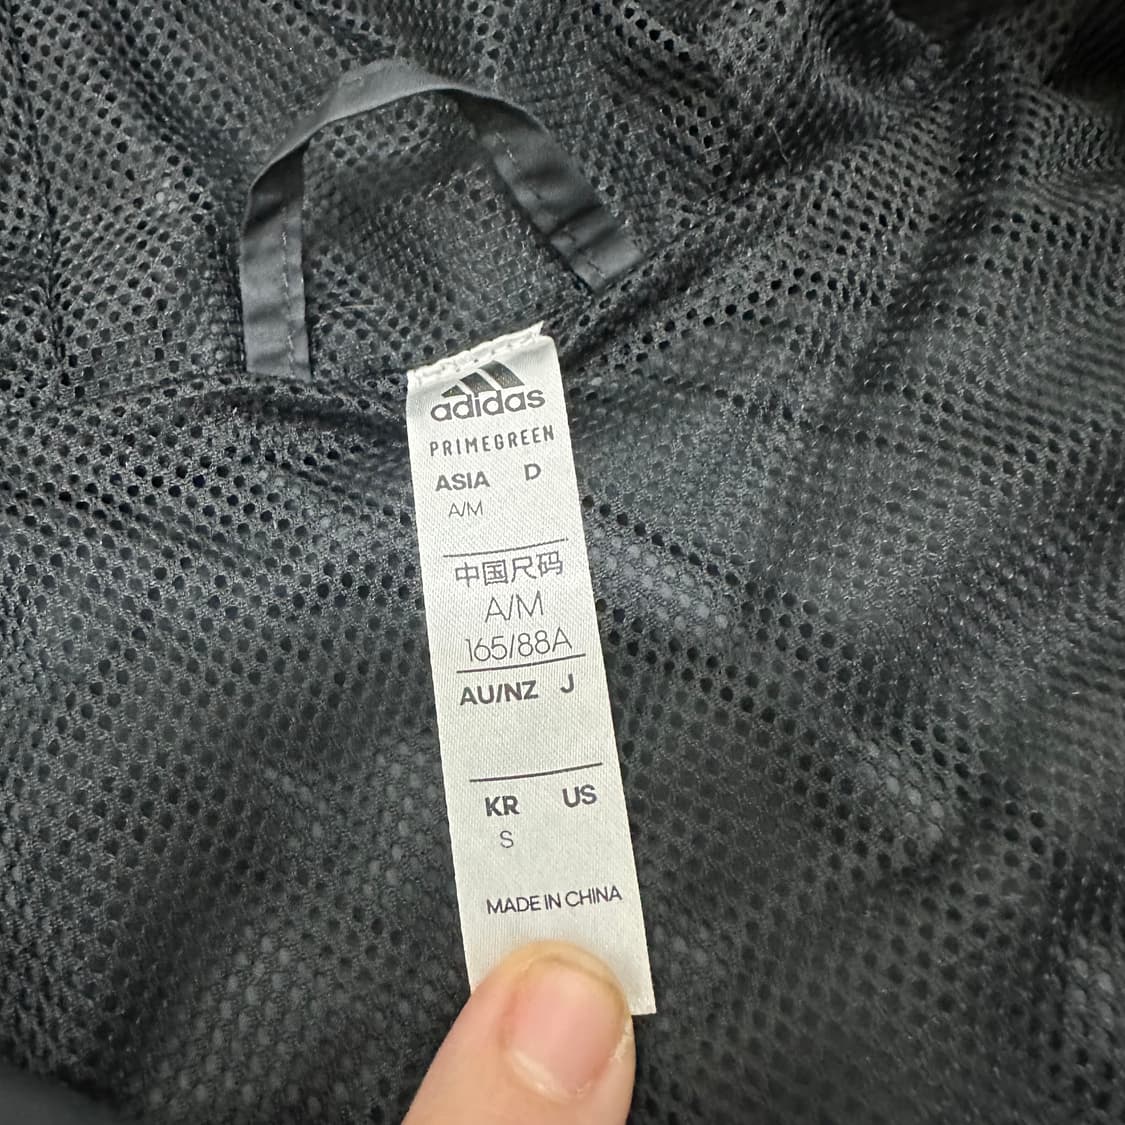 adidas
PRIMEGREEN
ASIA D
A/M
中国尺码
A/M
165/88A
AU/NZ J
KR US
S
MADE IN CHINA